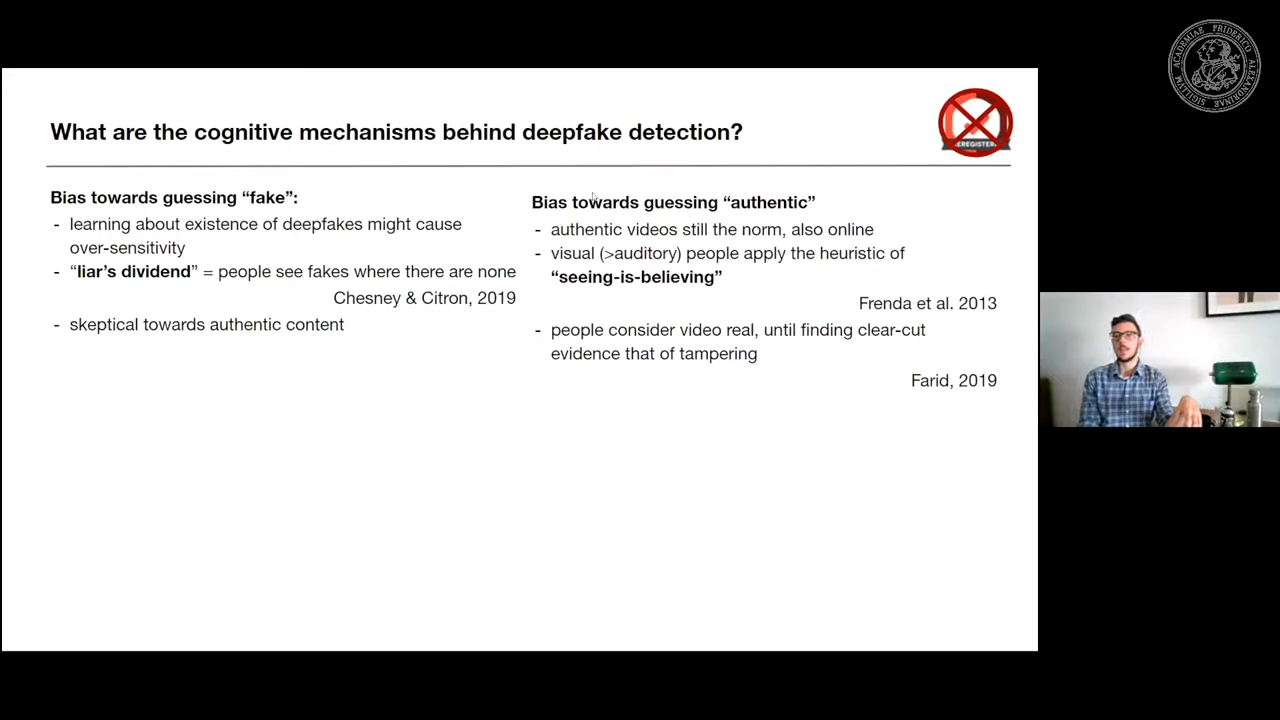 What are the cognitive mechanisms behind deepfake detection?
Bias towards guessing “fake”:
- learning about existence of deepfakes might cause
over-sensitivity
- “liar’s dividend” = people see fakes where there are none
Chesney & Citron, 2019
- skeptical towards authentic content
Bias towards guessing “authentic”
- authentic videos still the norm, also online
- visual (>auditory) people apply the heuristic of
“seeing-is-believing”
Frenda et al. 2013
- people consider video real, until finding clear-cut
evidence that of tampering
Farid, 2019
SIGILLVM ACADEMIAE FRIDERICO ALEXANDRINAE